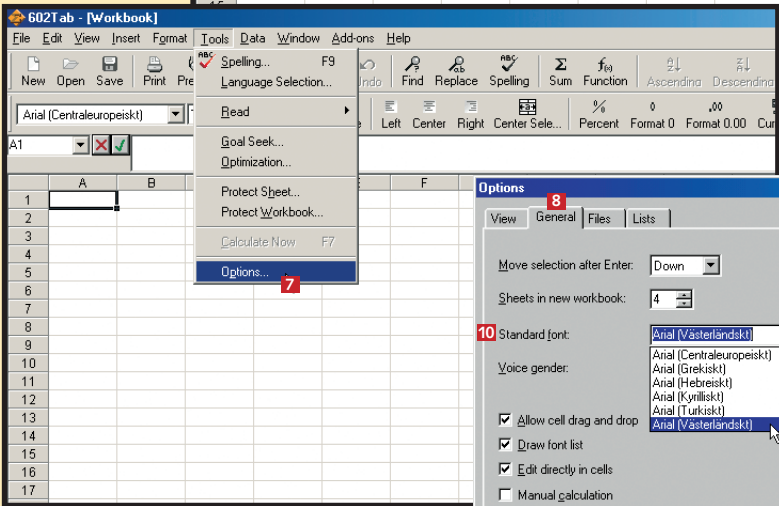 15
602Tab - [Workbook]
File Edit View Insert Format Tools Data Window Add-ons Help
New Open Save Print Find Replace Spelling Sum Function Ascending Descending
Arial (Centraleuropeiskt) Left Center Right Center Sele... Percent Format 0 Format 0.00
A1
A B F
1
2
3
4
5
6
7
8
9
10
11
12
13
14
15
16
17
ABC Spelling... F9
Language Selection...
Read
Goal Seek...
Optimization...
Protect Sheet...
Protect Workbook...
Calculate Now F7
Options...
7
Options
8
View General Files Lists
Move selection after Enter: Down
Sheets in new workbook: 4
10 Standard font: Arial (Västerländskt)
Arial (Centraleuropeiskt)
Arial (Grekiskt)
Arial (Hebreiskt)
Arial (Kyrilliskt)
Arial (Turkiskt)
Arial (Västerländskt)
Voice gender:
Allow cell drag and drop
Draw font list
Edit directly in cells
Manual calculation